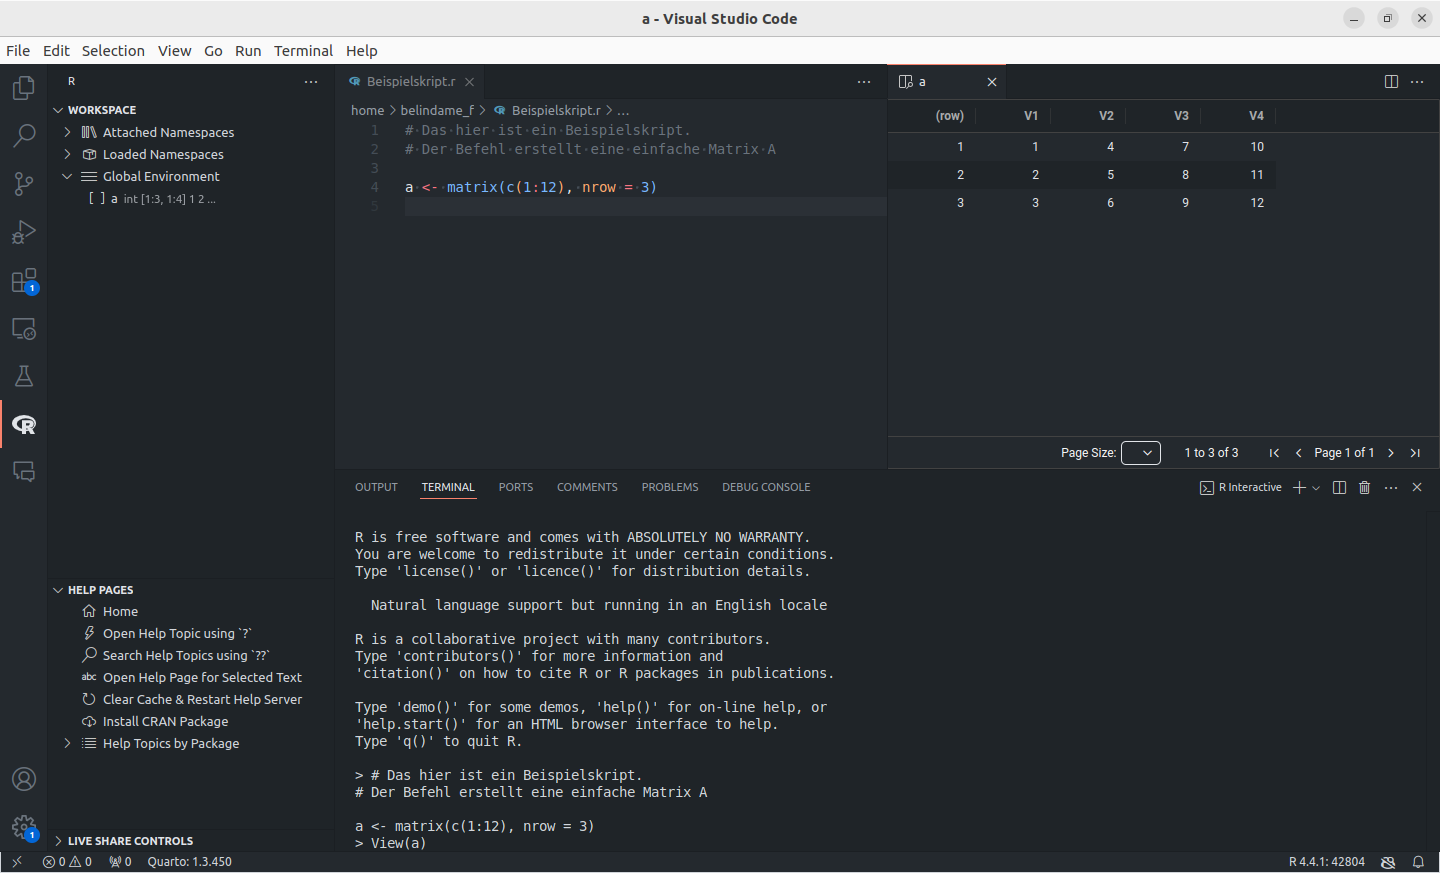 a - Visual Studio Code
File Edit Selection View Go Run Terminal Help
R
WORKSPACE
Attached Namespaces
Loaded Namespaces
Global Environment
[ ] a int [1:3, 1:4] 1 2 ...
HELP PAGES
Home
Open Help Topic using `?`
Search Help Topics using `??`
abc Open Help Page for Selected Text
Clear Cache & Restart Help Server
Install CRAN Package
Help Topics by Package
LIVE SHARE CONTROLS
1
1
Beispielskript.r
home > belindame_f > Beispielskript.r > ...
1 # Das hier ist ein Beispielskript.
2 # Der Befehl erstellt eine einfache Matrix A
3
4 a <- matrix(c(1:12), nrow = 3)
5
a
(row) V1 V2 V3 V4
1 1 4 7 10
2 2 5 8 11
3 3 6 9 12
Page Size: 1 to 3 of 3 Page 1 of 1
OUTPUT TERMINAL PORTS COMMENTS PROBLEMS DEBUG CONSOLE R Interactive
R is free software and comes with ABSOLUTELY NO WARRANTY.
You are welcome to redistribute it under certain conditions.
Type 'license()' or 'licence()' for distribution details.
Natural language support but running in an English locale
R is a collaborative project with many contributors.
Type 'contributors()' for more information and
'citation()' on how to cite R or R packages in publications.
Type 'demo()' for some demos, 'help()' for on-line help, or
'help.start()' for an HTML browser interface to help.
Type 'q()' to quit R.
> # Das hier ist ein Beispielskript.
# Der Befehl erstellt eine einfache Matrix A
a <- matrix(c(1:12), nrow = 3)
> View(a)
0 0 0 Quarto: 1.3.450 R 4.4.1: 42804